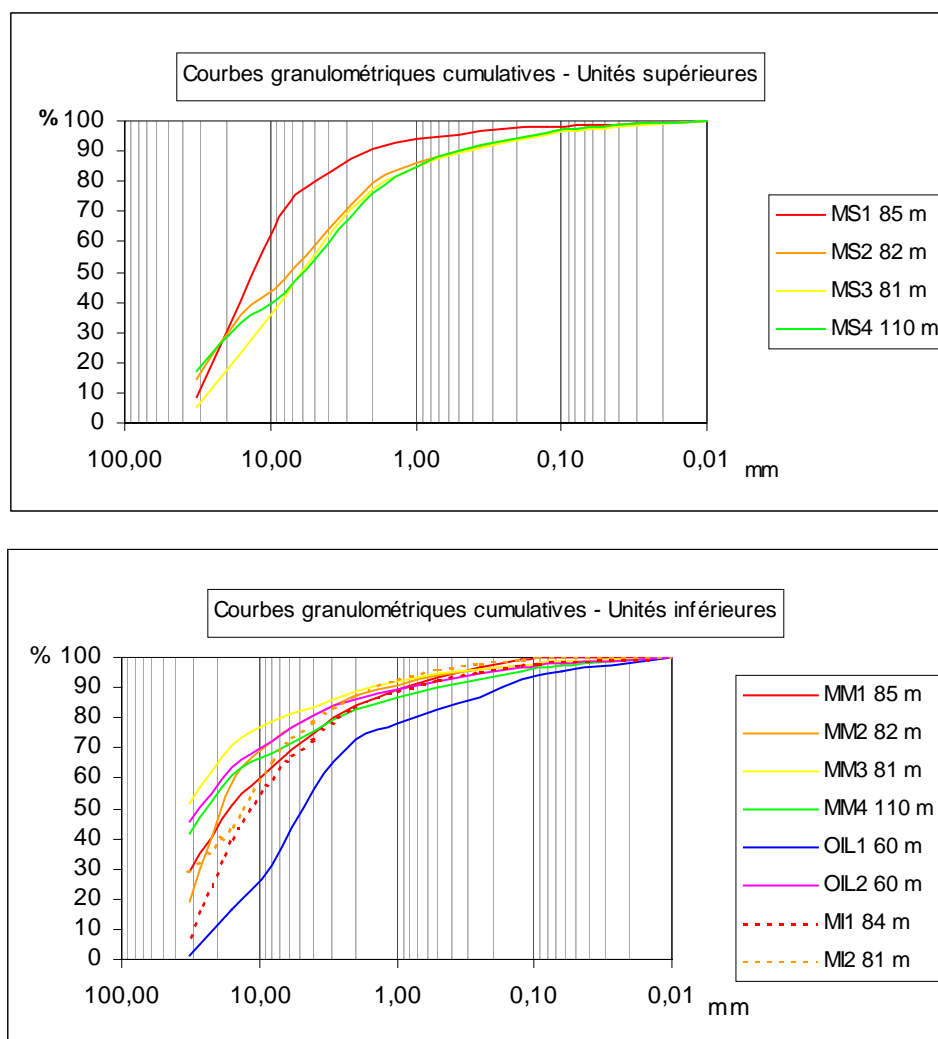 Courbes granulométriques cumulatives - Unités supérieures
% 100
90
80
70
60
50
40
30
20
10
0
100,00 10,00 1,00 0,10 0,01
mm
MS1 85 m
MS2 82 m
MS3 81 m
MS4 110 m
Courbes granulométriques cumulatives - Unités inférieures
% 100
90
80
70
60
50
40
30
20
10
0
100,00 10,00 1,00 0,10 0,01
mm
MM1 85 m
MM2 82 m
MM3 81 m
MM4 110 m
OIL1 60 m
OIL2 60 m
MI1 84 m
MI2 81 m